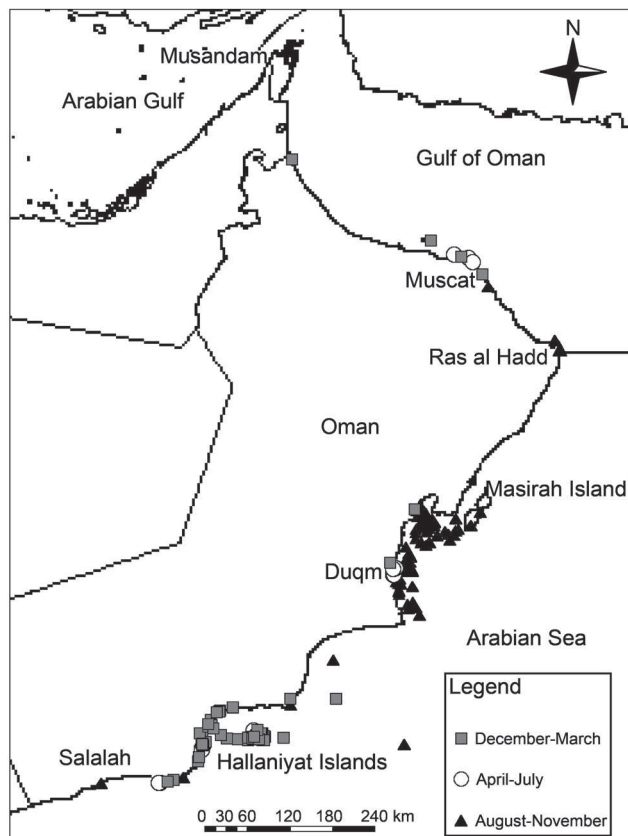 Musandam
N
Arabian Gulf
Gulf of Oman
Muscat
Ras al Hadd
Oman
Masirah Island
Duqm
Arabian Sea
Legend
December-March
April-July
August-November
Salalah
Hallaniyat Islands
0 30 60 120 180 240 km